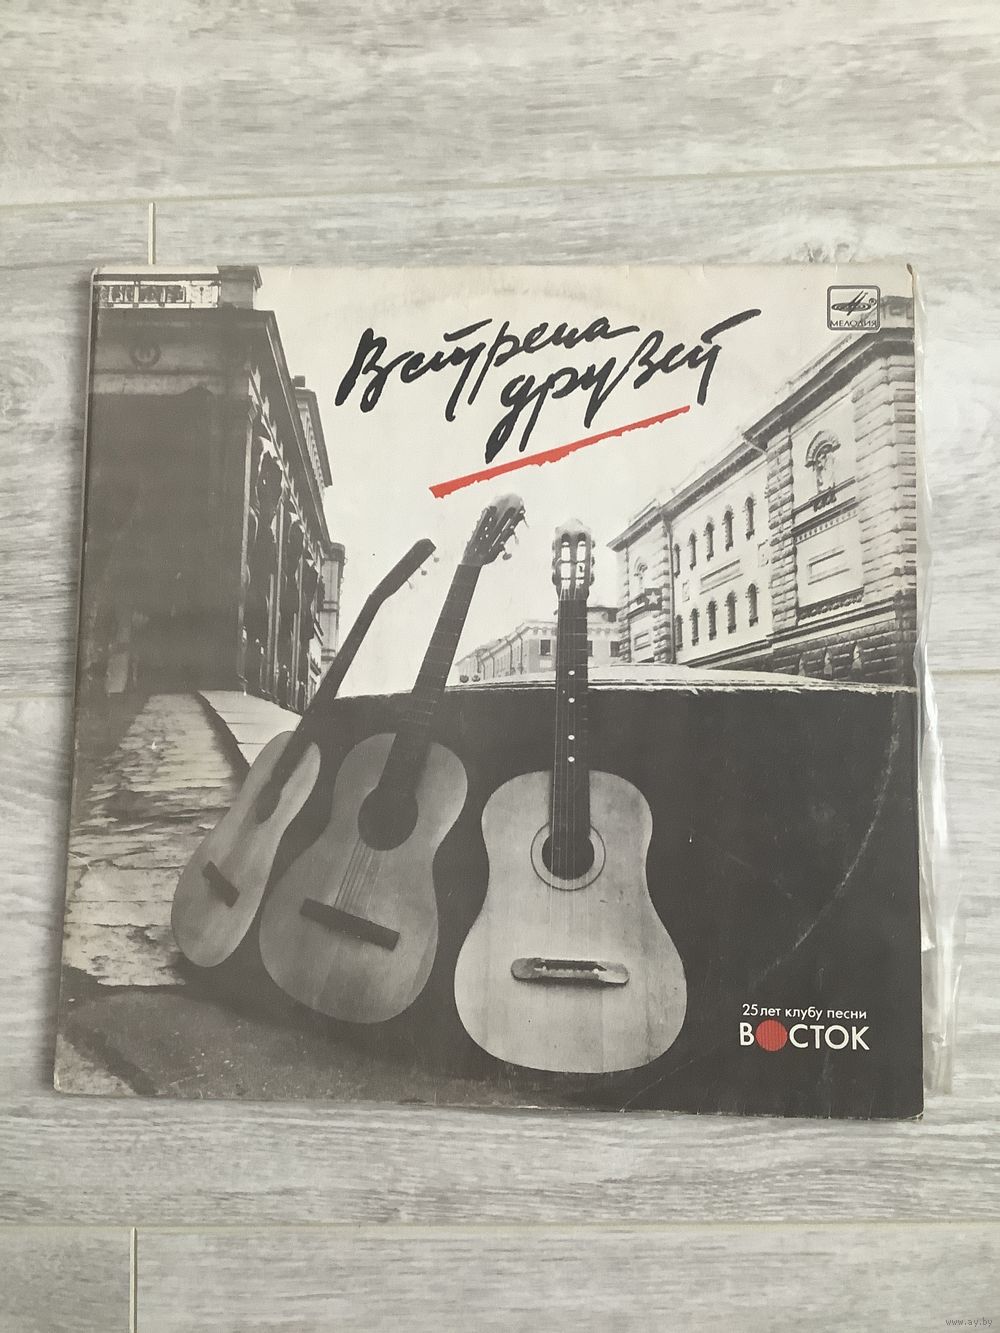 Встреча
друзей
МЕЛОДИЯ
25 лет клубу песни
ВОСТОК
www.ay.by